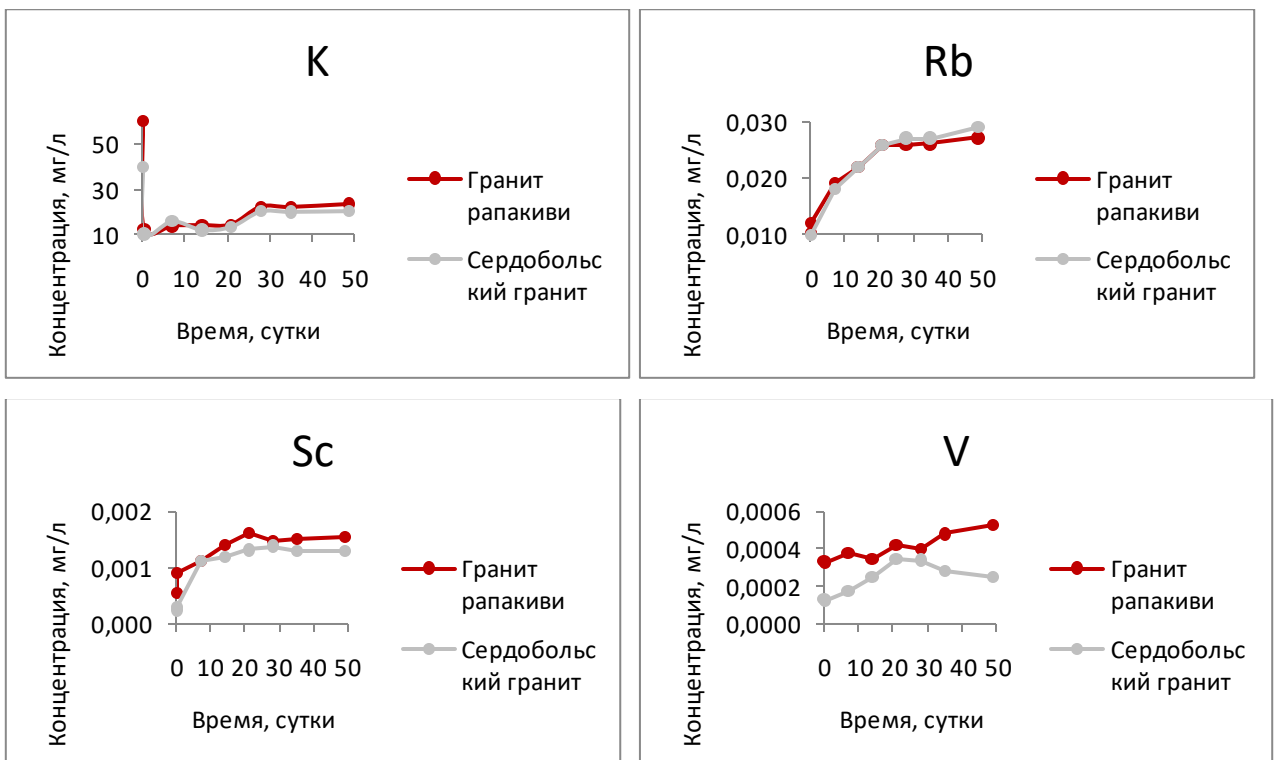 K
Концентрация, мг/л
50
30
10
0 10 20 30 40 50
Время, сутки
Гранит
рапакиви
Сердобольс
кий гранит
Rb
Концентрация, мг/л
0,030
0,020
0,010
0 10 20 30 40 50
Время, сутки
Гранит
рапакиви
Сердобольс
кий гранит
Sc
Концентрация, мг/л
0,002
0,001
0,000
0 10 20 30 40 50
Время, сутки
Гранит
рапакиви
Сердобольс
кий гранит
V
Концентрация, мг/л
0,0006
0,0004
0,0002
0,0000
0 10 20 30 40 50
Время, сутки
Гранит
рапакиви
Сердобольс
кий гранит